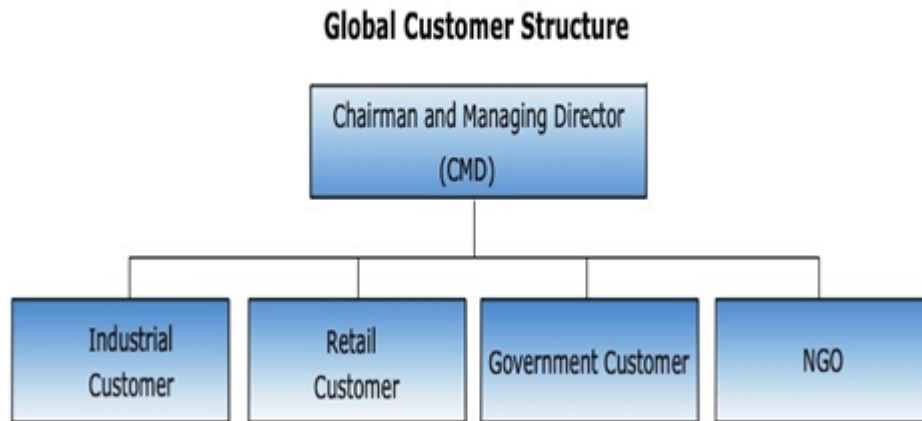 Global Customer Structure
Chairman and Managing Director
(CMD)
Industrial
Customer
Retail
Customer
Government Customer
NGO